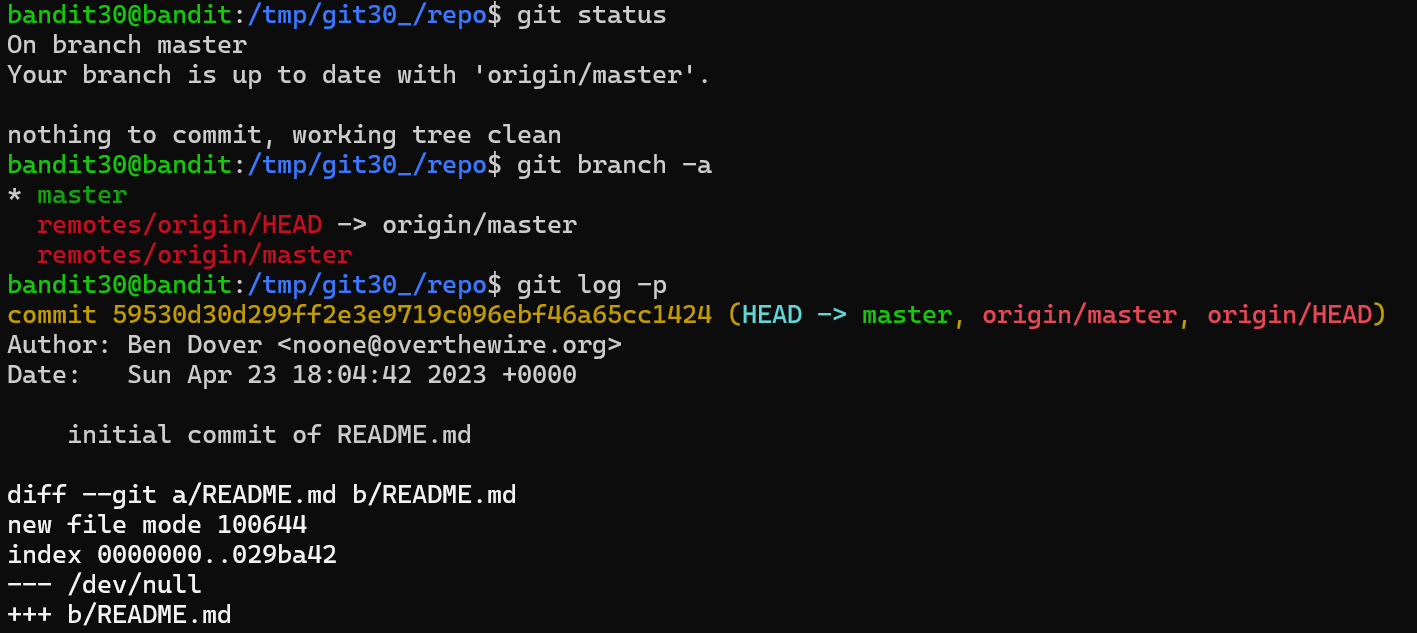 bandit30@bandit:/tmp/git30_/repo$ git status
On branch master
Your branch is up to date with 'origin/master'.
nothing to commit, working tree clean
bandit30@bandit:/tmp/git30_/repo$ git branch -a
* master
  remotes/origin/HEAD -> origin/master
  remotes/origin/master
bandit30@bandit:/tmp/git30_/repo$ git log -p
commit 59530d30d299ff2e3e9719c096ebf46a65cc1424 (HEAD -> master, origin/master, origin/HEAD)
Author: Ben Dover <noone@overthewire.org>
Date:   Sun Apr 23 18:04:42 2023 +0000
    initial commit of README.md
diff --git a/README.md b/README.md
new file mode 100644
index 0000000..029ba42
--- /dev/null
+++ b/README.md